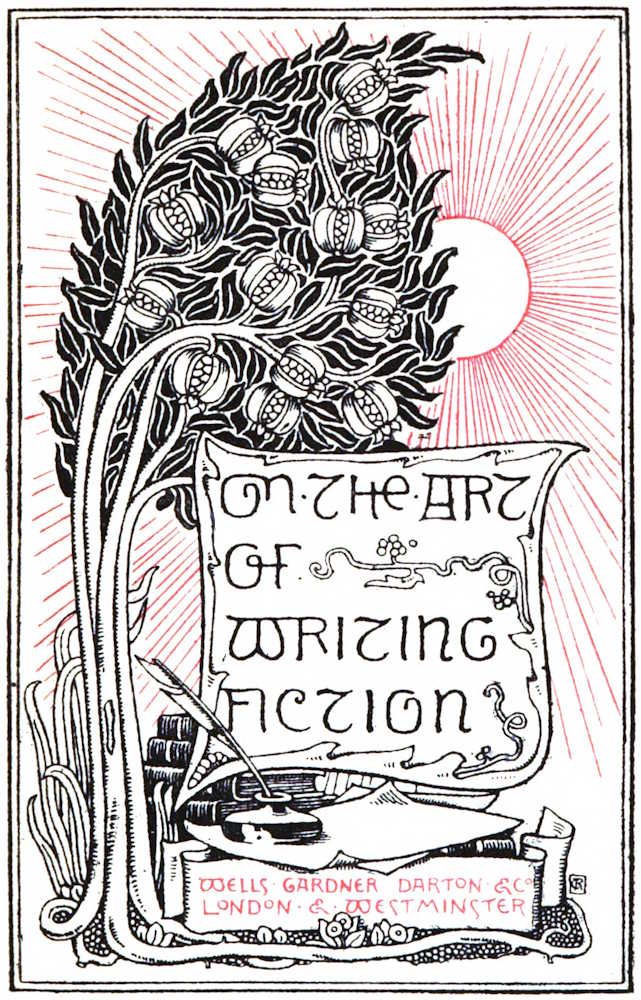 ON·THE·ART
OF
WRITING
FICTION
WELLS·GARDNER DARTON·&Co
LONDON·&·WESTMINSTER